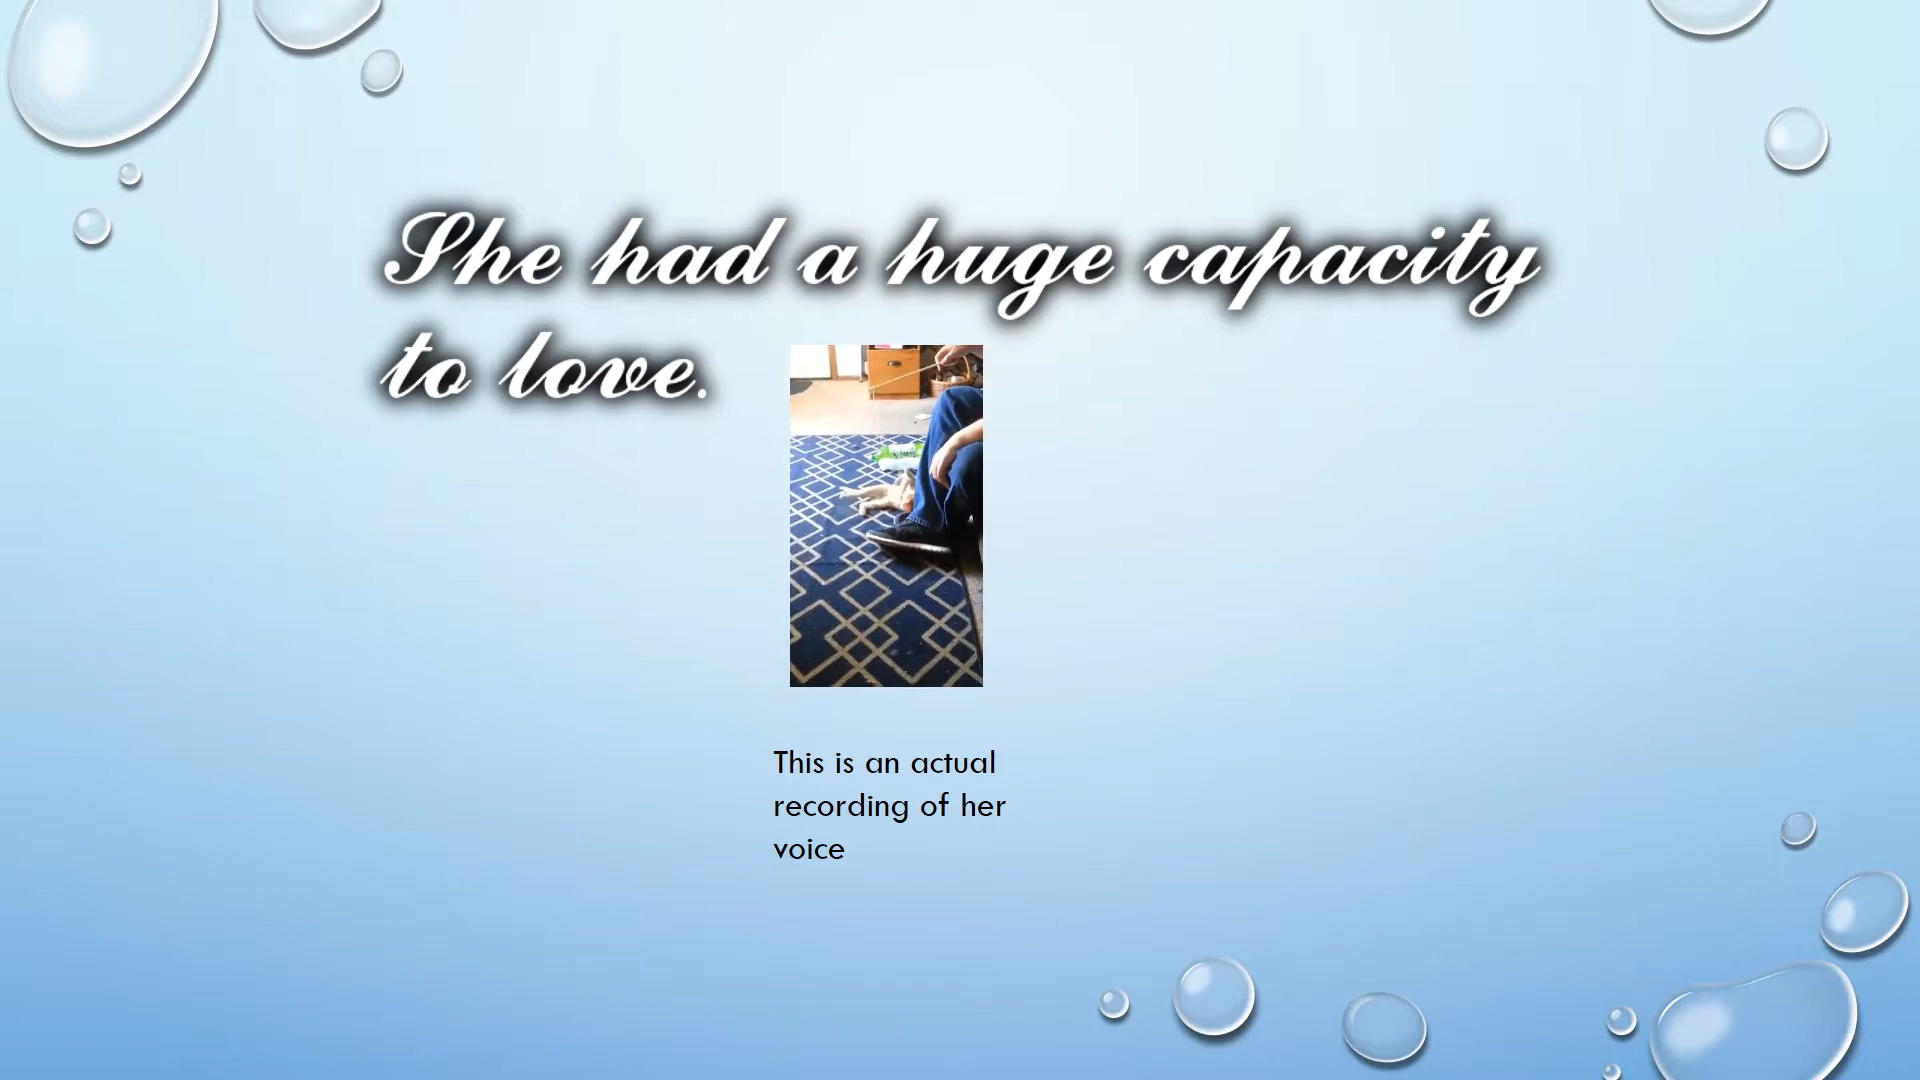 She had a huge capacity
to love.
This is an actual
recording of her
voice